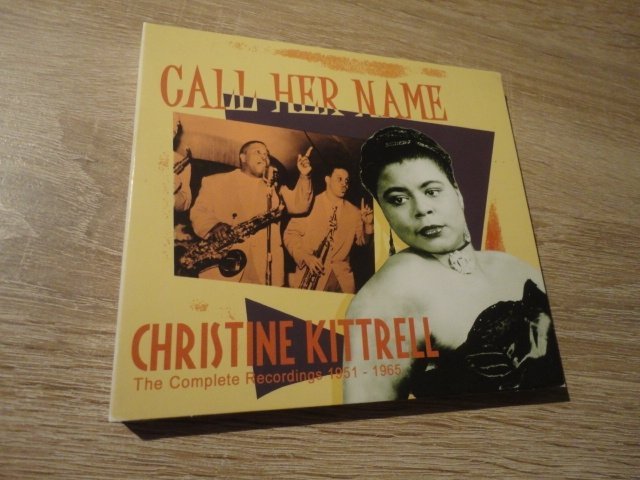 CALL HER NAME
CHRISTINE KITTRELL
The Complete Recordings 1951 - 1965